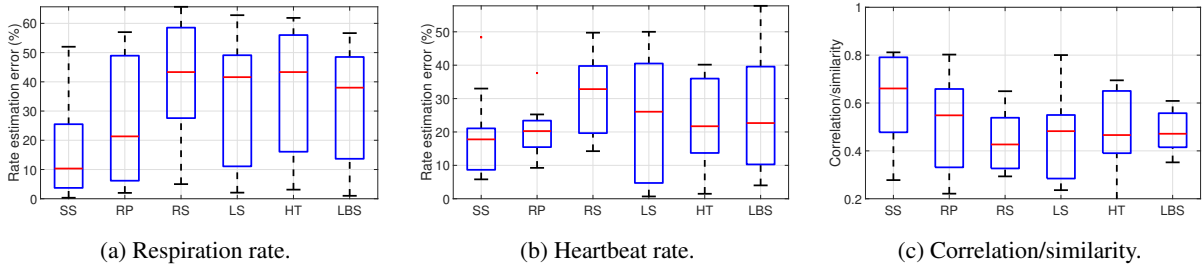 Rate estimation error (%)
60
50
40
30
20
10
0
SS RP RS LS HT LBS
(a) Respiration rate.
Rate estimation error (%)
50
40
30
20
10
0
SS RP RS LS HT LBS
(b) Heartbeat rate.
Correlation/similarity
1
0.8
0.6
0.4
0.2
SS RP RS LS HT LBS
(c) Correlation/similarity.